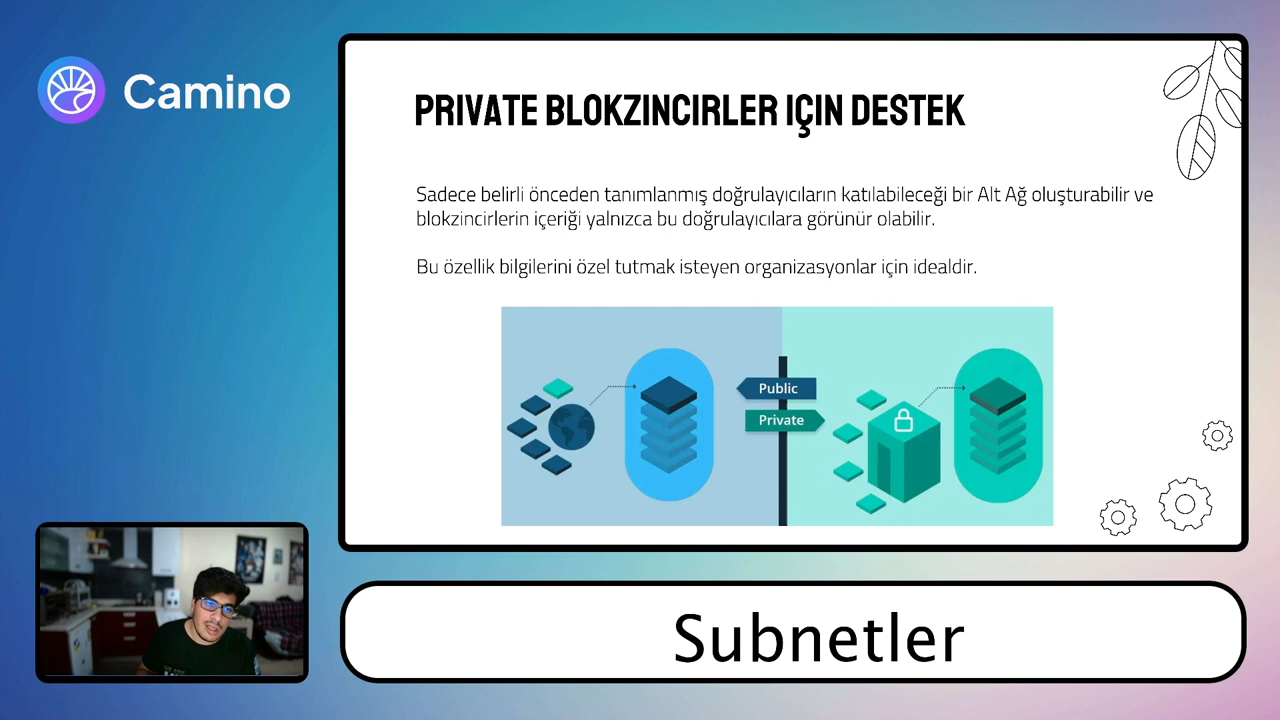 Camino
PRIVATE BLOKZINCIRLER IÇIN DESTEK
Sadece belirli önceden tanımlanmış doğrulayıcıların katılabileceği bir Alt Ağ oluşturabilir ve
blokzincirlerin içeriği yalnızca bu doğrulayıcılara görünür olabilir.
Bu özellik bilgilerini özel tutmak isteyen organizasyonlar için idealdir.
Public
Private
Subnetler